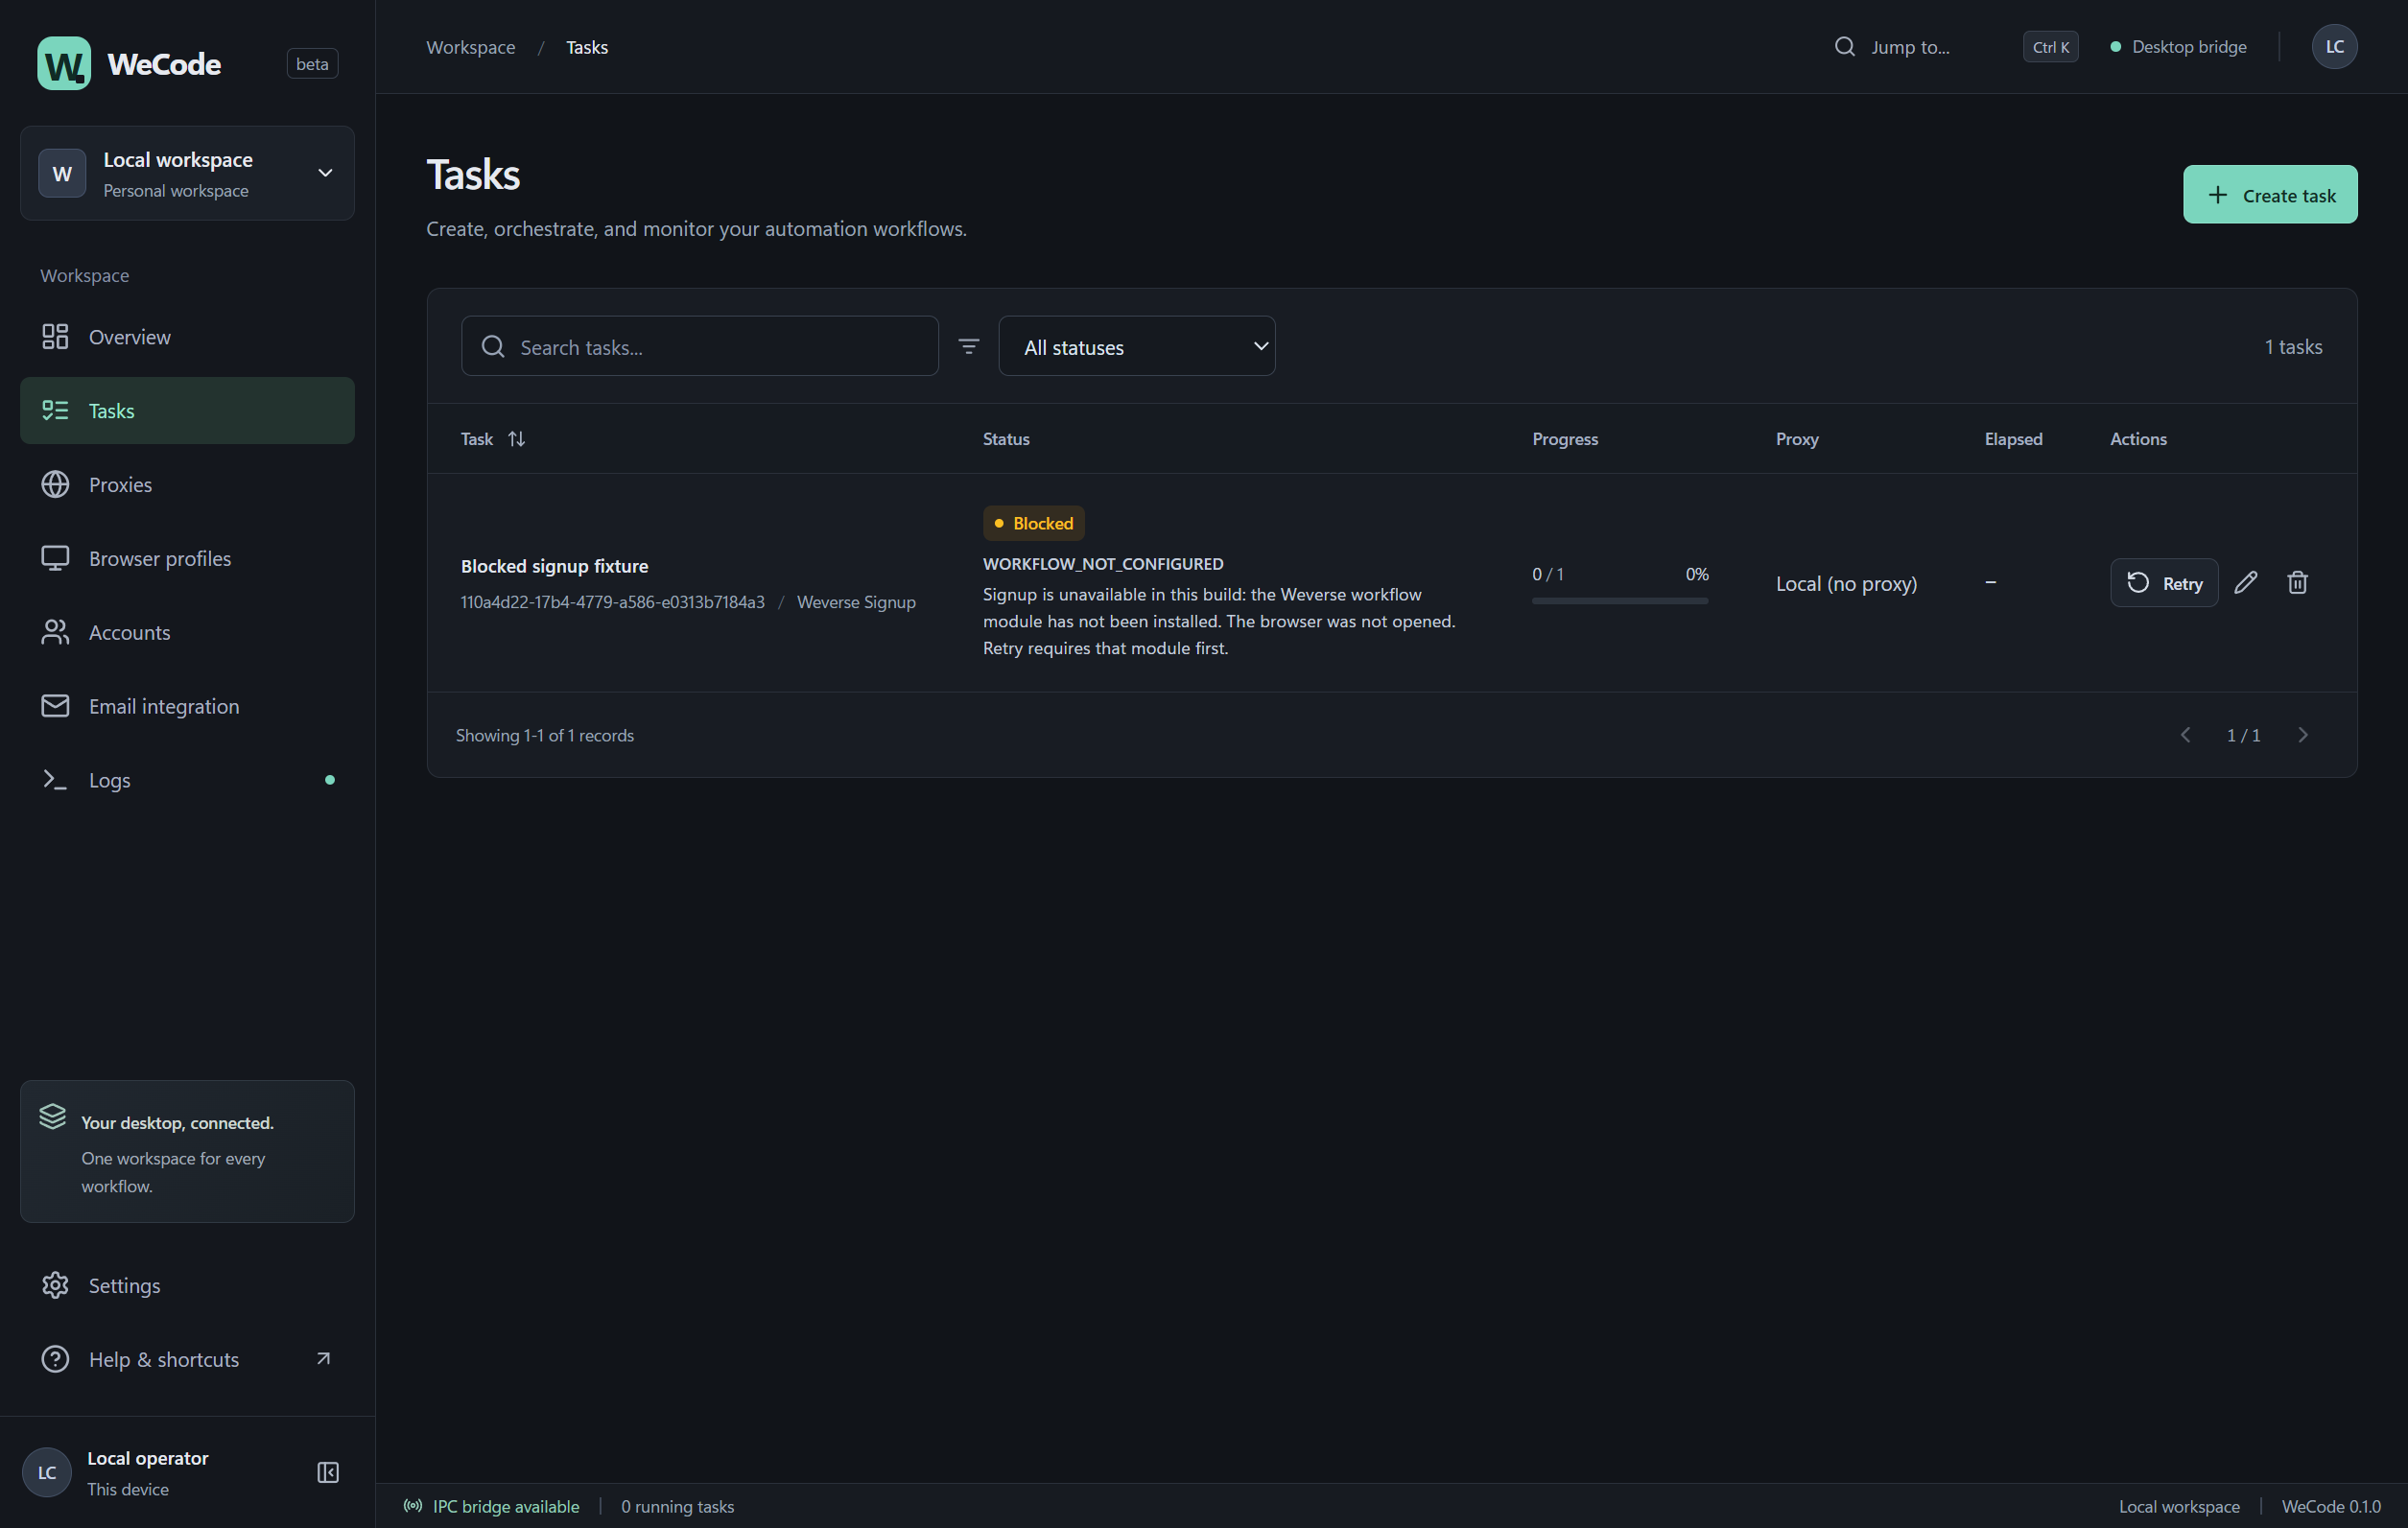 W. WeCode beta
W Local workspace
Personal workspace
Workspace
Overview
Tasks
Proxies
Browser profiles
Accounts
Email integration
Logs
Your desktop, connected.
One workspace for every
workflow.
Settings
Help & shortcuts
LC Local operator
This device
Workspace / Tasks
Jump to... Ctrl K Desktop bridge LC
Tasks
Create, orchestrate, and monitor your automation workflows.
Create task
Search tasks... All statuses 1 tasks
Task Status Progress Proxy Elapsed Actions
Blocked signup fixture
110a4d22-17b4-4779-a586-e0313b7184a3 / Weverse Signup
Blocked
WORKFLOW_NOT_CONFIGURED
Signup is unavailable in this build: the Weverse workflow
module has not been installed. The browser was not opened.
Retry requires that module first.
0 / 1 0%
Local (no proxy)
–
Retry
Showing 1-1 of 1 records
1 / 1
IPC bridge available 0 running tasks
Local workspace WeCode 0.1.0